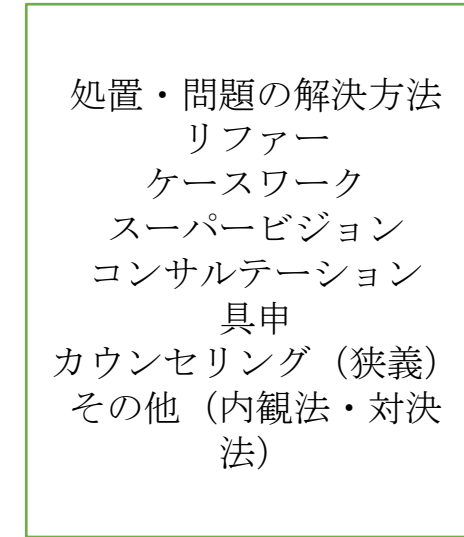 処置・問題の解決方法
リファー
ケースワーク
スーパービジョン
コンサルテーション
具申
カウンセリング（狭義）
その他（内観法・対決
法）